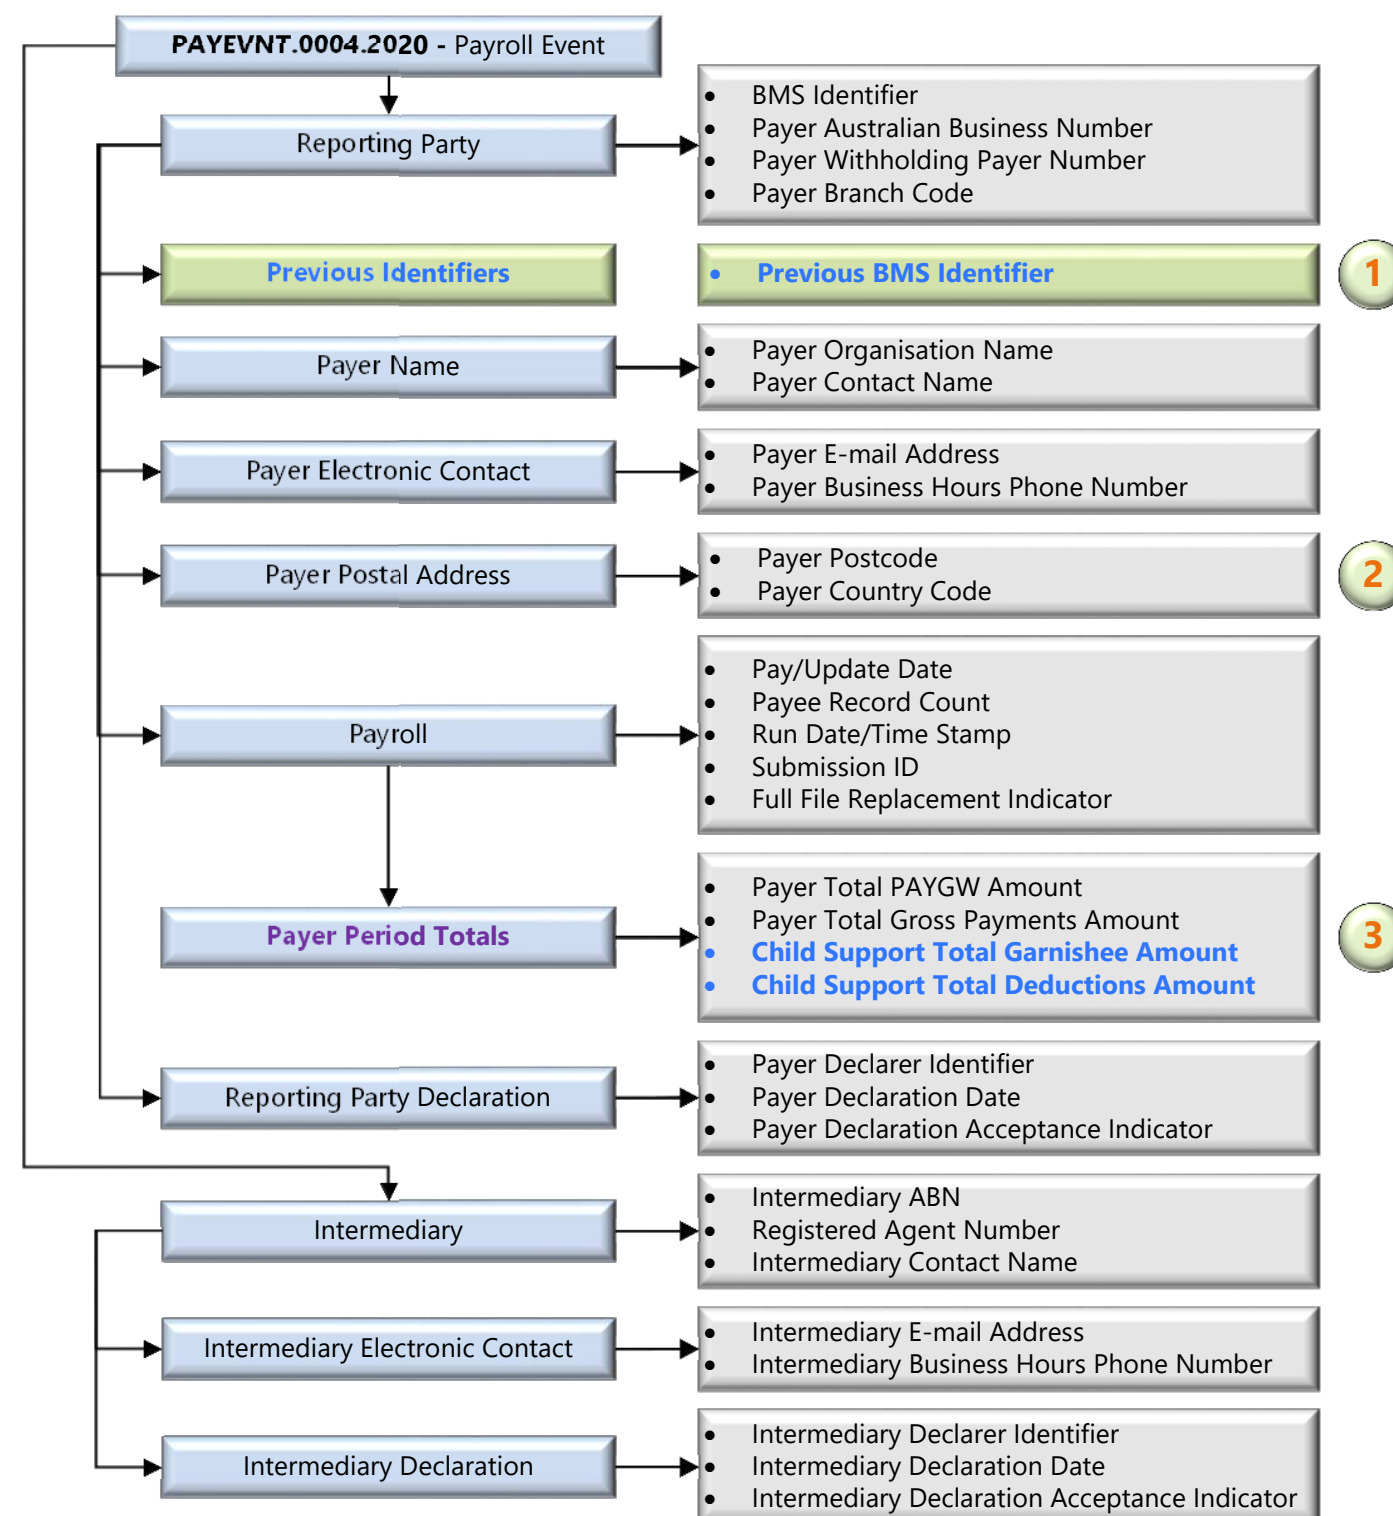 PAYEVNT.0004.2020 - Payroll Event
Reporting Party
• BMS Identifier
• Payer Australian Business Number
• Payer Withholding Payer Number
• Payer Branch Code
Previous Identifiers
• Previous BMS Identifier
1
Payer Name
• Payer Organisation Name
• Payer Contact Name
Payer Electronic Contact
• Payer E-mail Address
• Payer Business Hours Phone Number
Payer Postal Address
• Payer Postcode
• Payer Country Code
2
Payroll
• Pay/Update Date
• Payee Record Count
• Run Date/Time Stamp
• Submission ID
• Full File Replacement Indicator
Payer Period Totals
• Payer Total PAYGW Amount
• Payer Total Gross Payments Amount
• Child Support Total Garnishee Amount
• Child Support Total Deductions Amount
3
Reporting Party Declaration
• Payer Declarer Identifier
• Payer Declaration Date
• Payer Declaration Acceptance Indicator
Intermediary
• Intermediary ABN
• Registered Agent Number
• Intermediary Contact Name
Intermediary Electronic Contact
• Intermediary E-mail Address
• Intermediary Business Hours Phone Number
Intermediary Declaration
• Intermediary Declarer Identifier
• Intermediary Declaration Date
• Intermediary Declaration Acceptance Indicator